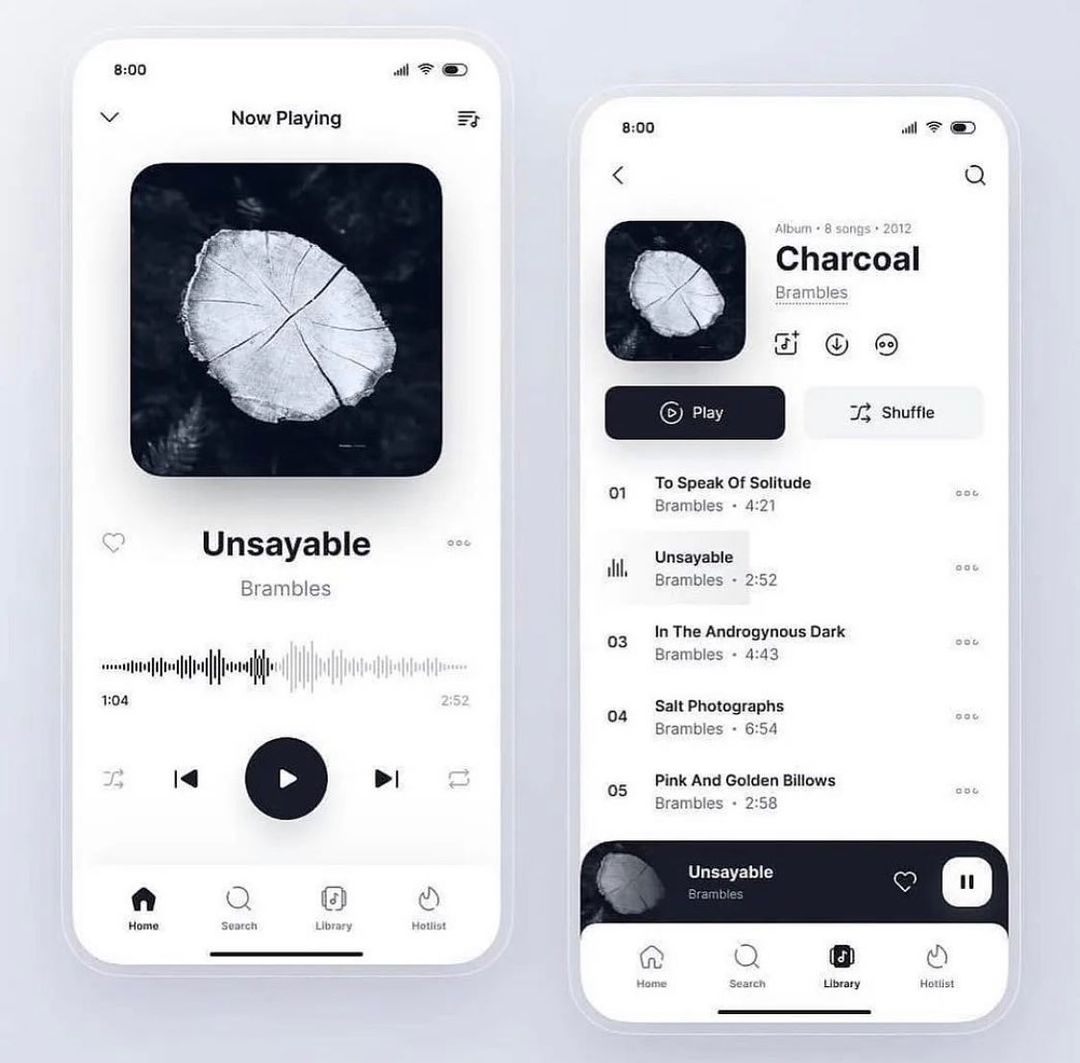 8:00
Now Playing
Unsayable
Brambles
1:04
2:52
Home
Search
Library
Hotlist
8:00
Album • 8 songs • 2012
Charcoal
Brambles
Play
Shuffle
01
To Speak Of Solitude
Brambles • 4:21
Unsayable
Brambles • 2:52
03
In The Androgynous Dark
Brambles • 4:43
04
Salt Photographs
Brambles • 6:54
05
Pink And Golden Billows
Brambles • 2:58
Unsayable
Brambles
Home
Search
Library
Hotlist